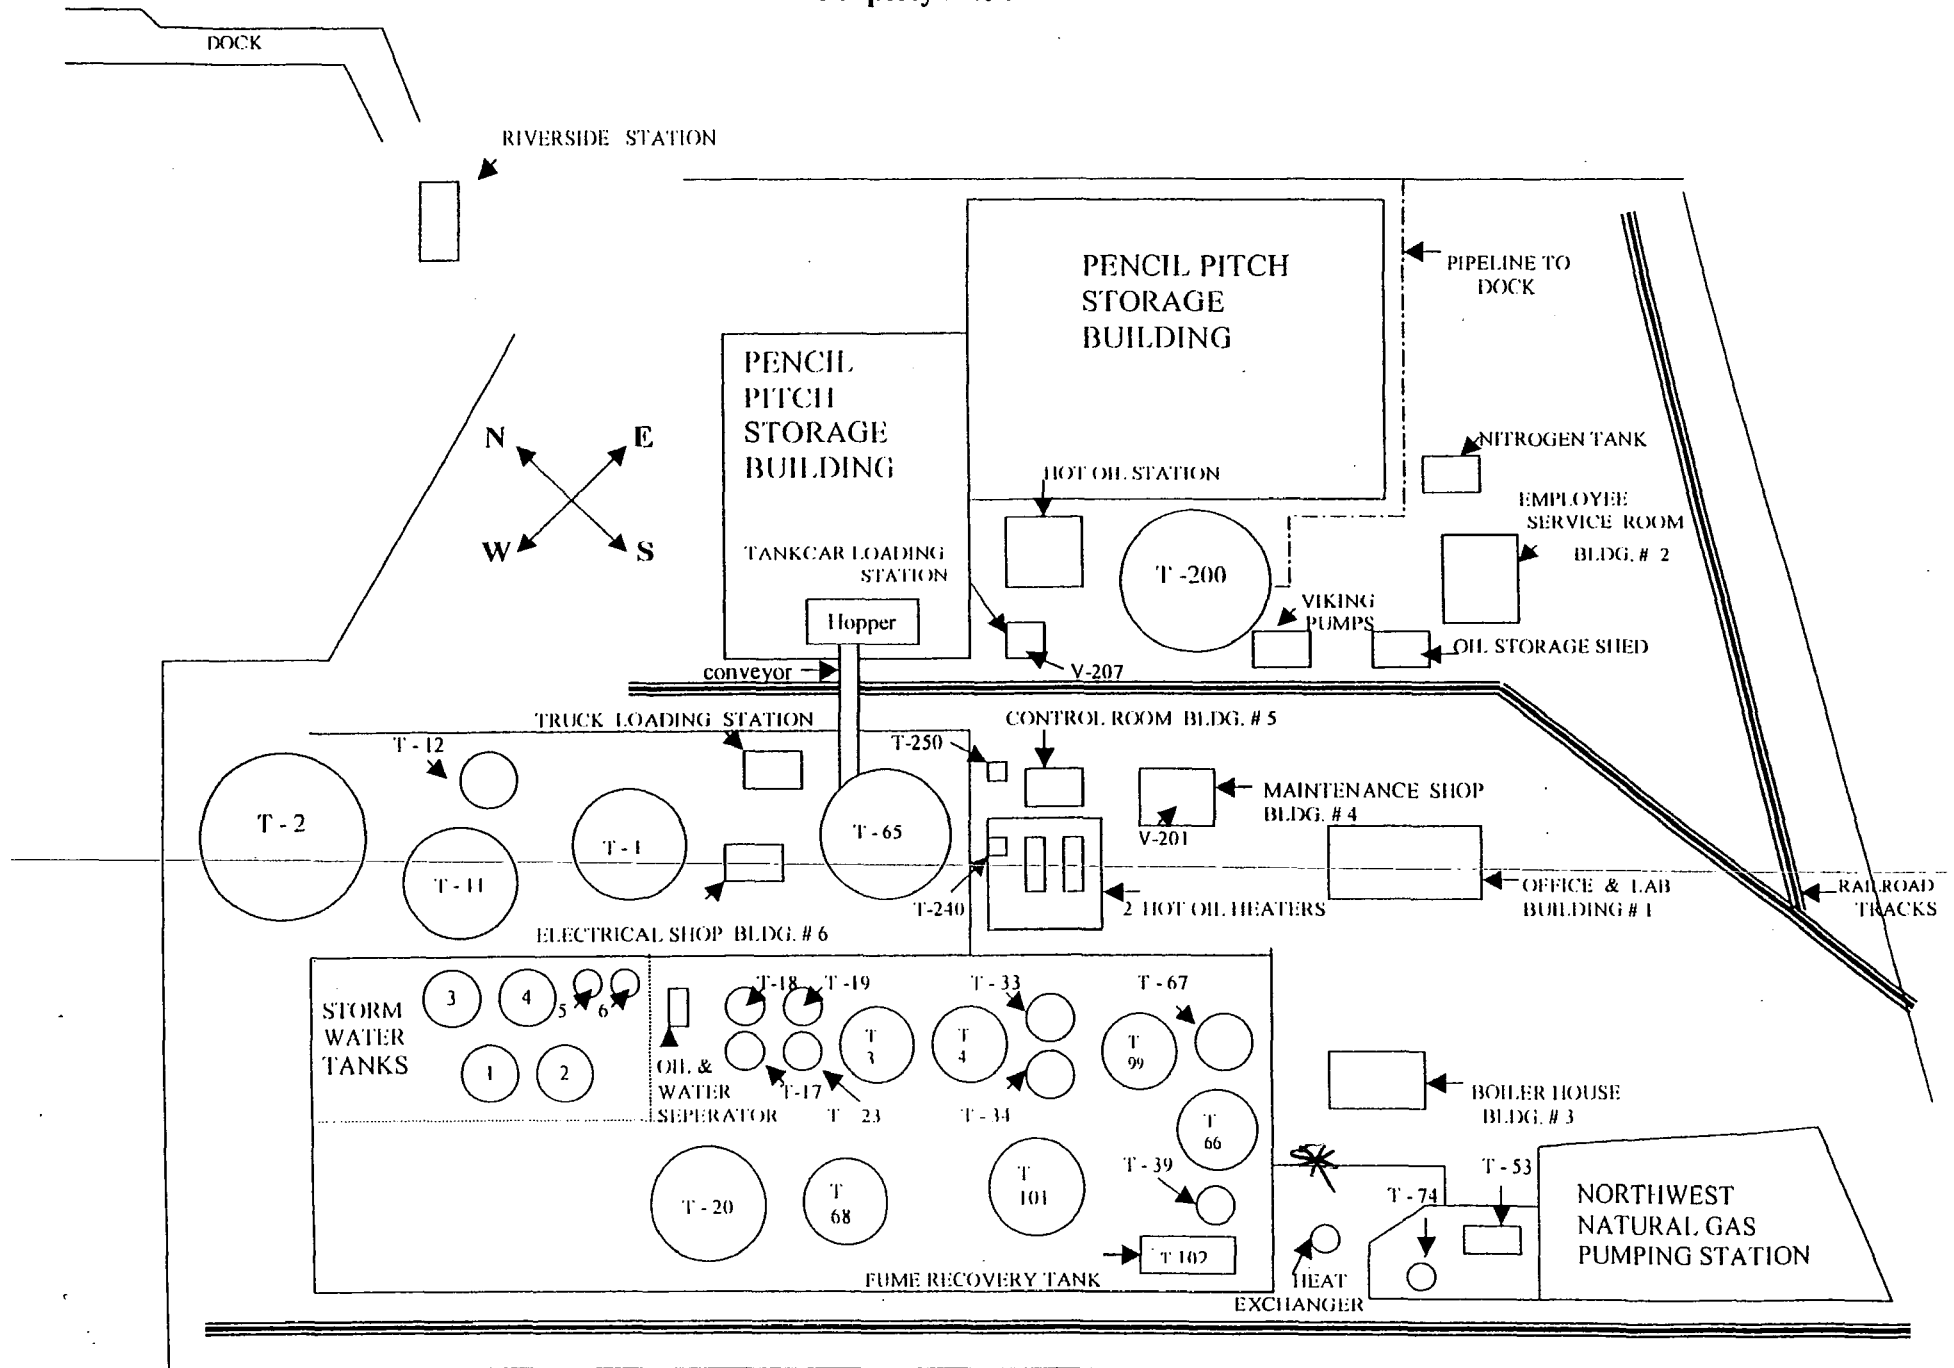 DOCK
RIVERSIDE STATION
PENCIL PITCH
STORAGE
BUILDING
PIPELINE TO
DOCK
PENCIL
PITCH
STORAGE
BUILDING
N
E
W
S
NITROGEN TANK
HOT OIL STATION
EMPLOYEE
SERVICE ROOM
BLDG. # 2
TANKCAR LOADING
STATION
T -200
Hopper
VIKING
PUMPS
OIL STORAGE SHED
conveyor
V-207
TRUCK LOADING STATION
CONTROL ROOM BLDG. # 5
T - 12
T-250
T - 2
T - 1
T - 65
MAINTENANCE SHOP
BLDG. # 4
V-201
T - 11
T-240
2 HOT OIL HEATERS
OFFICE & LAB
BUILDING # 1
RAILROAD
TRACKS
ELECTRICAL SHOP BLDG. # 6
STORM
WATER
TANKS
3
4
5
6
1
2
T-18
T -19
T - 33
T - 67
T
3
T
4
T
99
OIL &
WATER
SEPERATOR
T-17
T 23
T - 34
T
66
BOILER HOUSE
BLDG. # 3
T - 20
T
68
T
101
T - 39
T - 74
T - 53
T 102
FUME RECOVERY TANK
HEAT
EXCHANGER
NORTHWEST
NATURAL GAS
PUMPING STATION